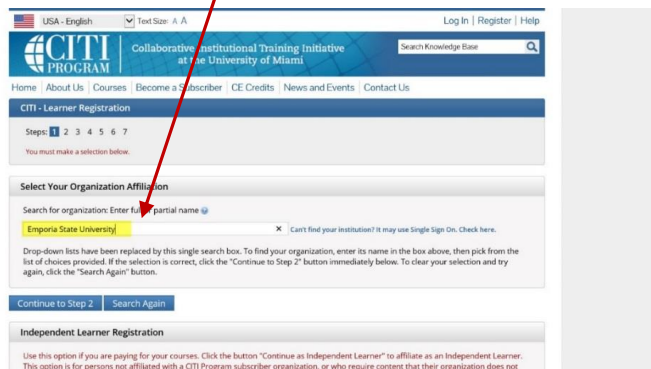 USA - English Text Size: A A Log In | Register | Help
CITI PROGRAM
Collaborative Institutional Training Initiative
at the University of Miami
Search Knowledge Base
Home | About Us | Courses | Become a Subscriber | CE Credits | News and Events | Contact Us
CITI - Learner Registration
Steps: 1 2 3 4 5 6 7
You must make a selection below.
Select Your Organization Affiliation
Search for organization: Enter full or partial name
Emporia State University × Can't find your institution? It may use Single Sign On. Check here.
Drop-down lists have been replaced by this single search box. To find your organization, enter its name in the box above, then pick from the
list of choices provided. If the selection is correct, click the "Continue to Step 2" button immediately below. To clear your selection and try
again, click the "Search Again" button.
Continue to Step 2 Search Again
Independent Learner Registration
Use this option if you are paying for your courses. Click the button "Continue as Independent Learner" to affiliate as an Independent Learner.
This option is for persons not affiliated with a CITI Program subscriber organization, or who require content that their organization does not